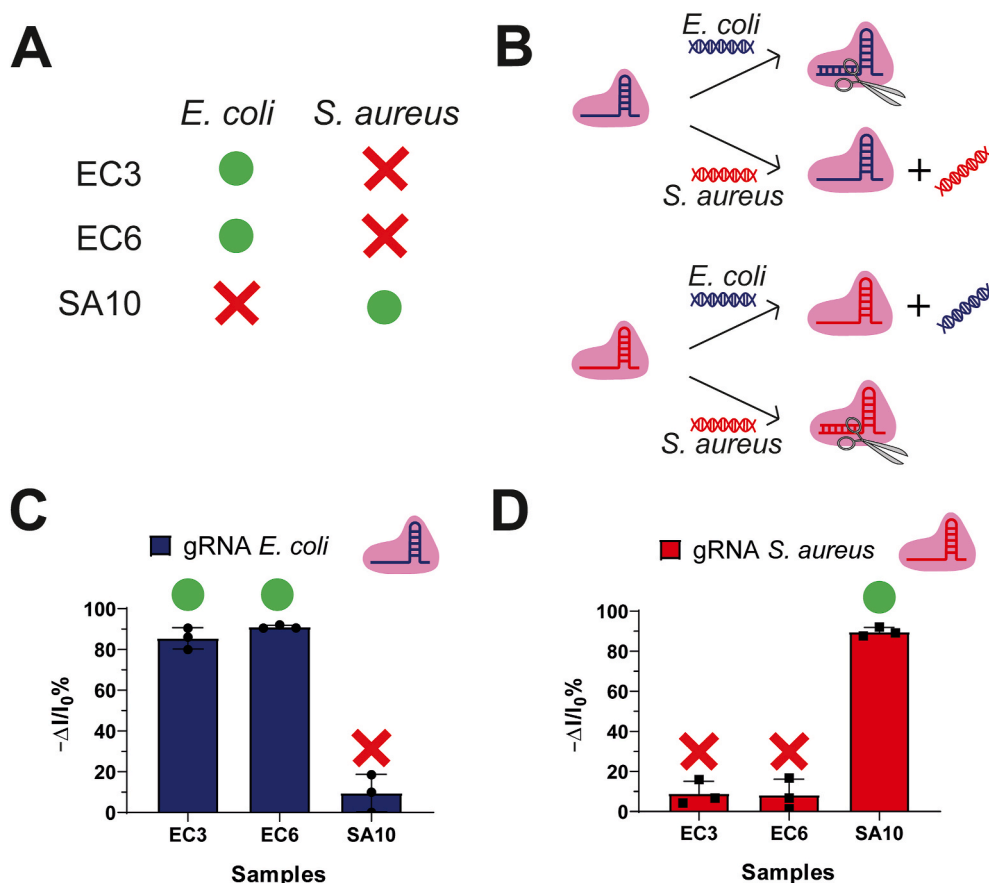 A
E. coli S. aureus
EC3
EC6
SA10
B
E. coli
+
S. aureus
E. coli
+
S. aureus
C
gRNA E. coli
100
80
60
40
20
0
−ΔI/I₀%
EC3 EC6 SA10
Samples
D
gRNA S. aureus
100
80
60
40
20
0
−ΔI/I₀%
EC3 EC6 SA10
Samples